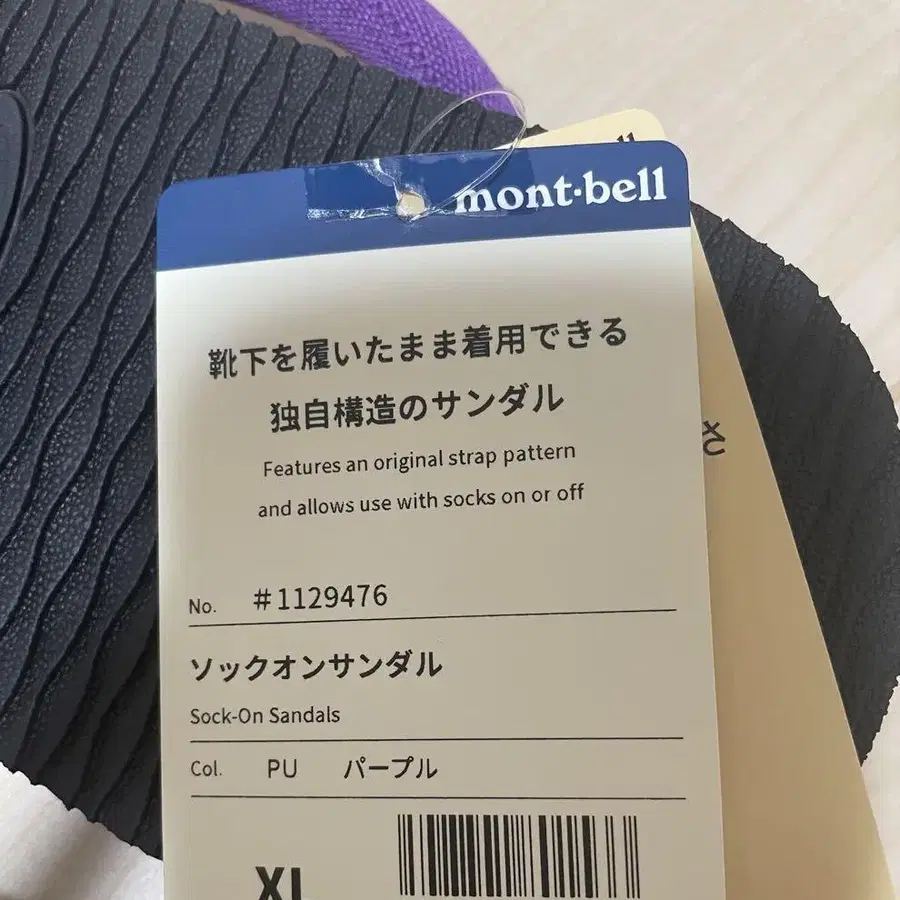 mont·bell
靴下を履いたまま着用できる
独自構造のサンダル
Features an original strap pattern
and allows use with socks on or off
No. #1129476
ソックオンサンダル
Sock-On Sandals
Col. PU パープル
XL